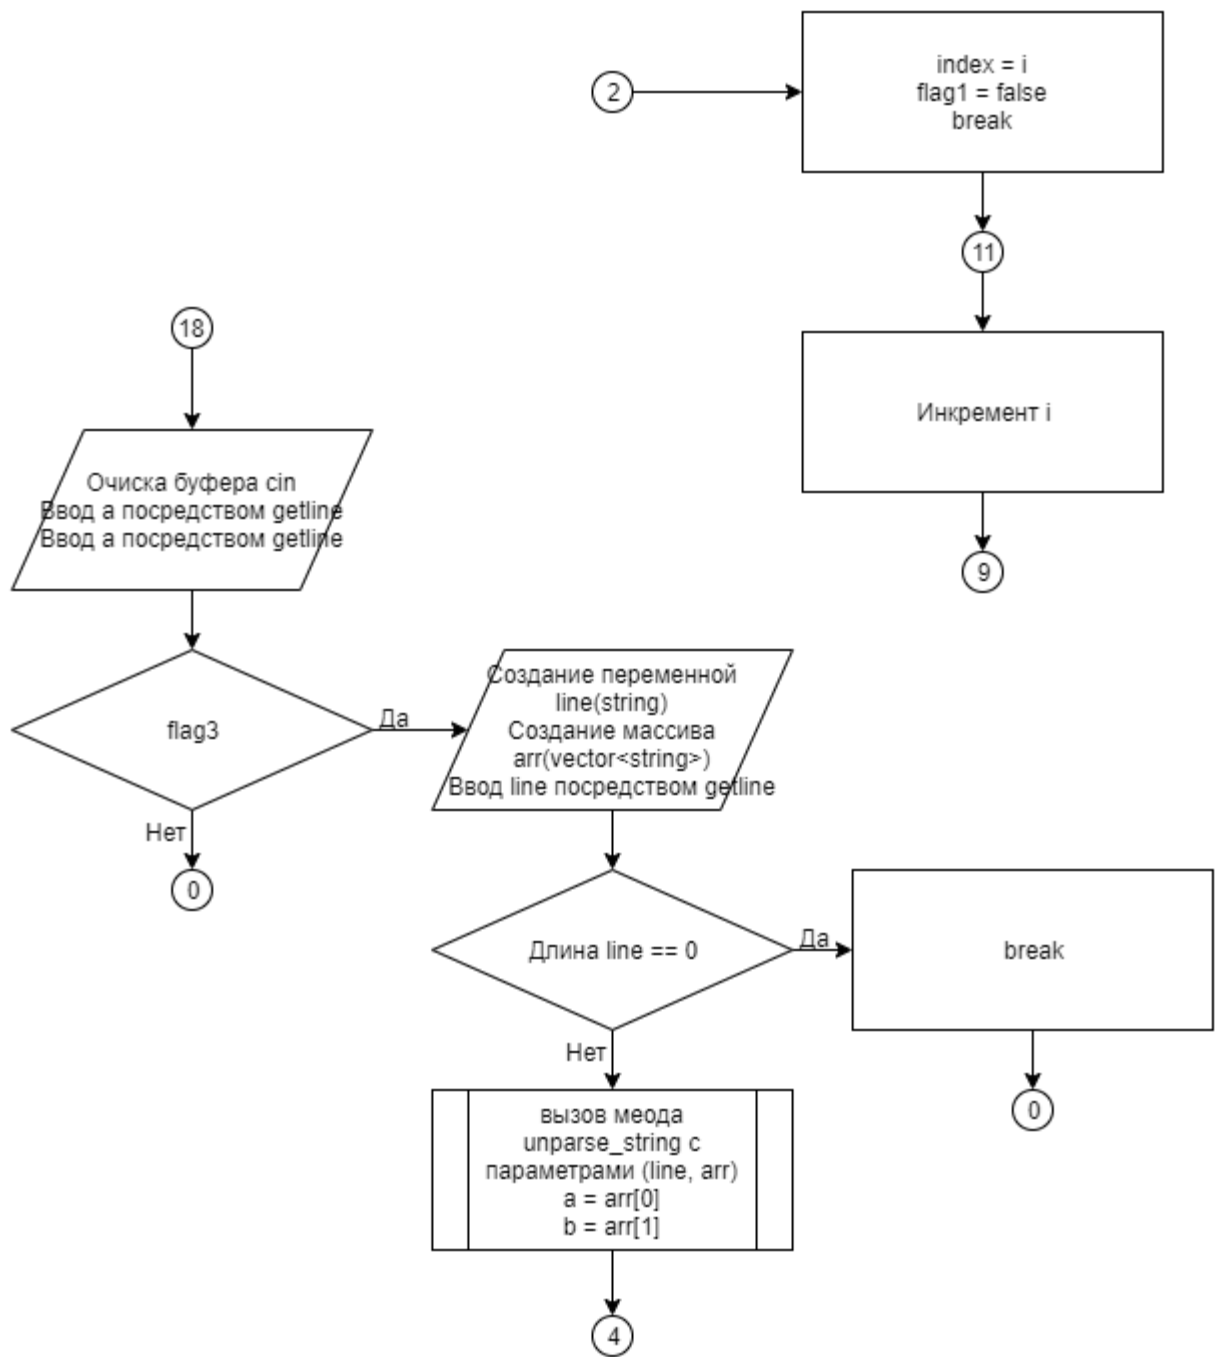 2
index = i
flag1 = false
break
11
Инкремент i
9
18
Очиска буфера cin
Ввод a посредством getline
Ввод a посредством getline
flag3
Да
Нет
0
Создание переменной
line(string)
Создание массива
arr(vector<string>)
Ввод line посредством getline
Длина line == 0
Да
break
0
Нет
вызов меода
unparse_string с
параметрами (line, arr)
a = arr[0]
b = arr[1]
4